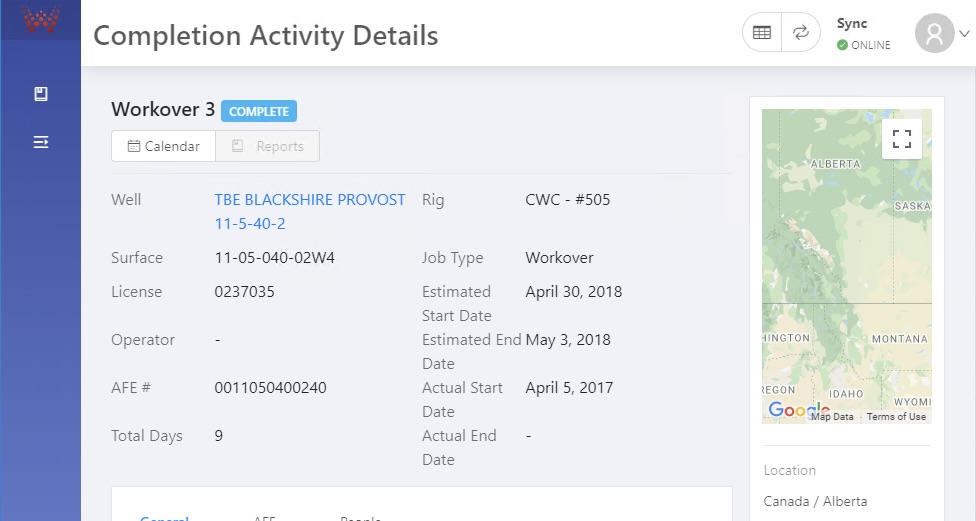 Completion Activity Details
Sync
ONLINE
Workover 3 COMPLETE
Calendar
Reports
Well
TBE BLACKSHIRE PROVOST
11-5-40-2
Rig
CWC - #505
Surface
11-05-040-02W4
Job Type
Workover
License
0237035
Estimated
Start Date
April 30, 2018
Operator
-
Estimated End
Date
May 3, 2018
AFE #
0011050400240
Actual Start
Date
April 5, 2017
Total Days
9
Actual End
Date
-
General
AFE
People
ALBERTA
SASKA
HINGTON
MONTANA
REGON
IDAHO
WYOMI
Google
Map Data
Terms of Use
Location
Canada / Alberta